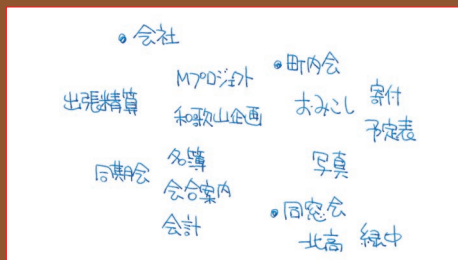 会社
出張精算
Mプロジェクト
和歌山企画
同期会
名簿
会合案内
会計
町内会
おみこし
寄付
予定表
写真
同窓会
北高
緑中